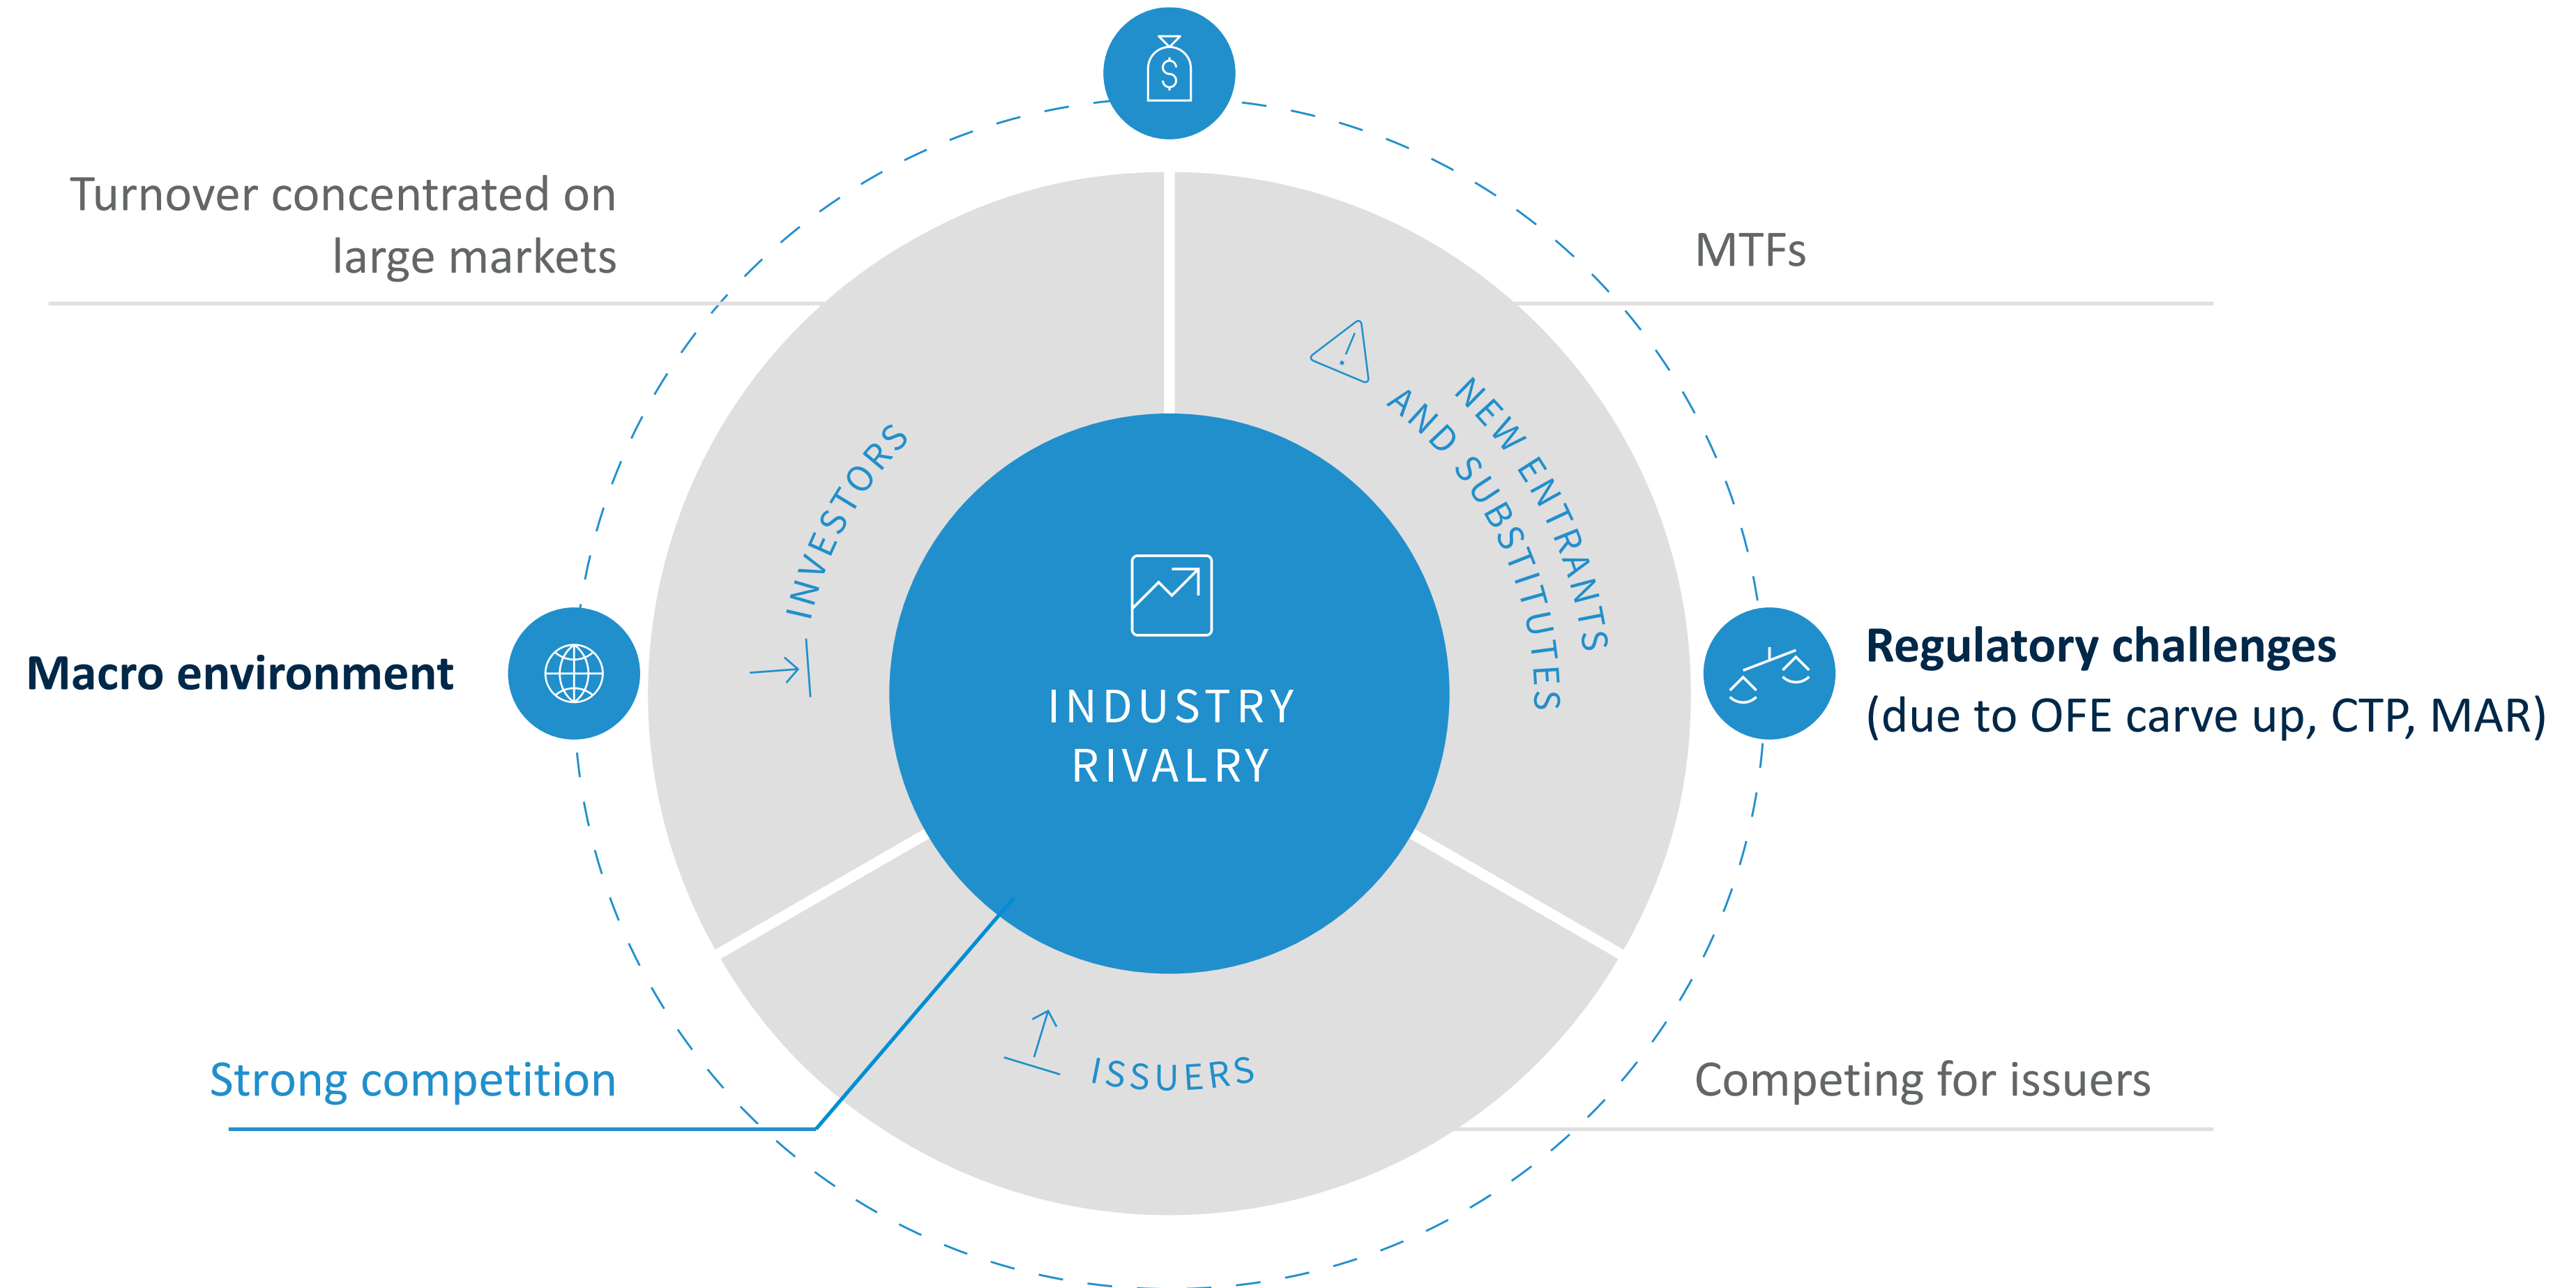 Turnover concentrated on
large markets
MTFs
INVESTORS
NEW ENTRANTS
AND SUBSTITUTES
$
INDUSTRY
RIVALRY
Macro environment
Regulatory challenges
(due to OFE carve up, CTP, MAR)
Strong competition
ISSUERS
Competing for issuers